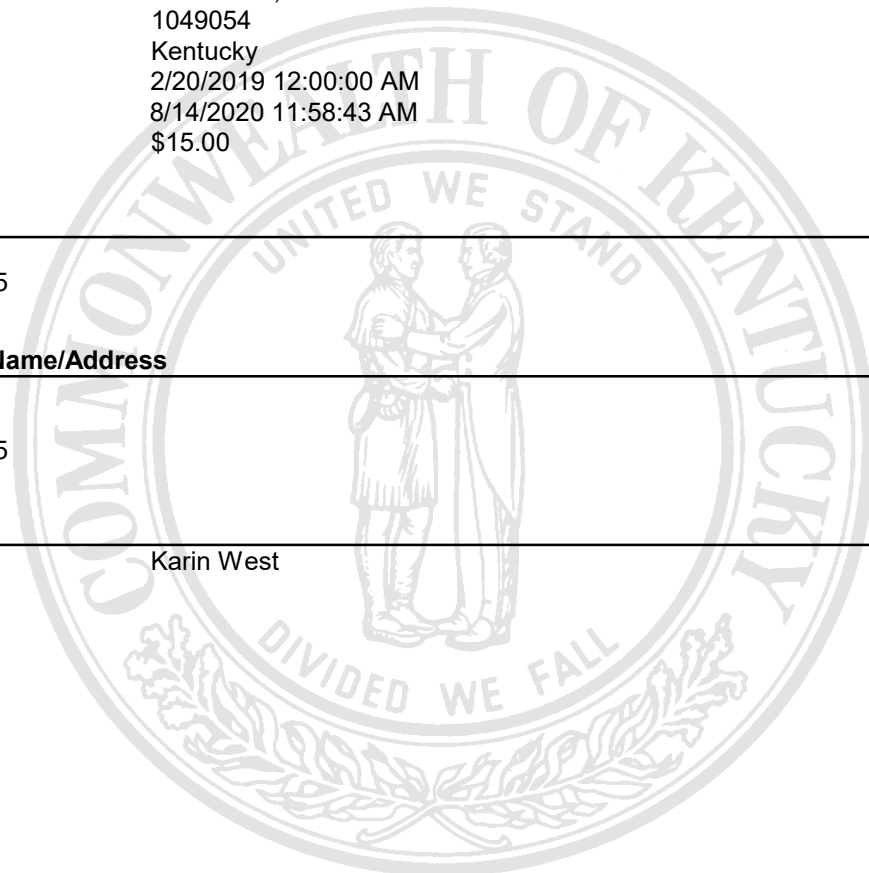 1049054
Kentucky
2/20/2019 12:00:00 AM
8/14/2020 11:58:43 AM
$15.00
COMMONWEALTH OF KENTUCKY
UNITED WE STAND
5
Name/Address
5
Karin West
DIVIDED WE FALL